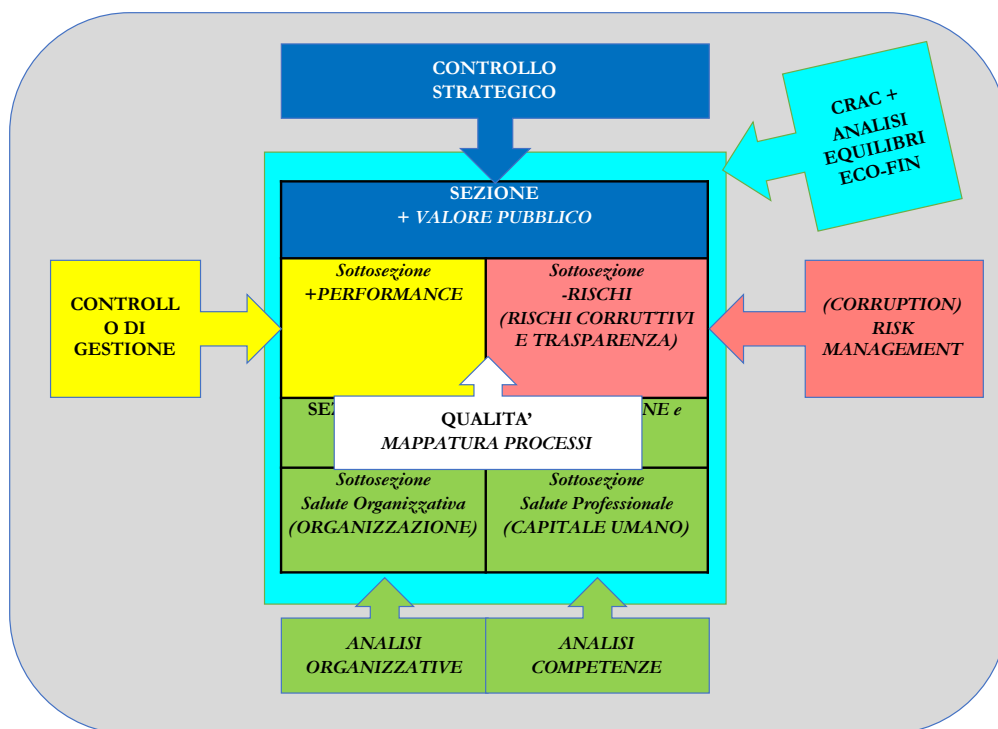 CONTROLLO
STRATEGICO
CRAC +
ANALISI
EQUILIBRI
ECO-FIN
SEZIONE
+ VALORE PUBBLICO
Sottosezione
+PERFORMANCE
Sottosezione
-RISCHI
(RISCHI CORRUTTIVI
E TRASPARENZA)
CONTROLL
O DI
GESTIONE
(CORRUPTION)
RISK
MANAGEMENT
QUALITA’
MAPPATURA PROCESSI
Sottosezione
Salute Organizzativa
(ORGANIZZAZIONE)
Sottosezione
Salute Professionale
(CAPITALE UMANO)
ANALISI
ORGANIZZATIVE
ANALISI
COMPETENZE